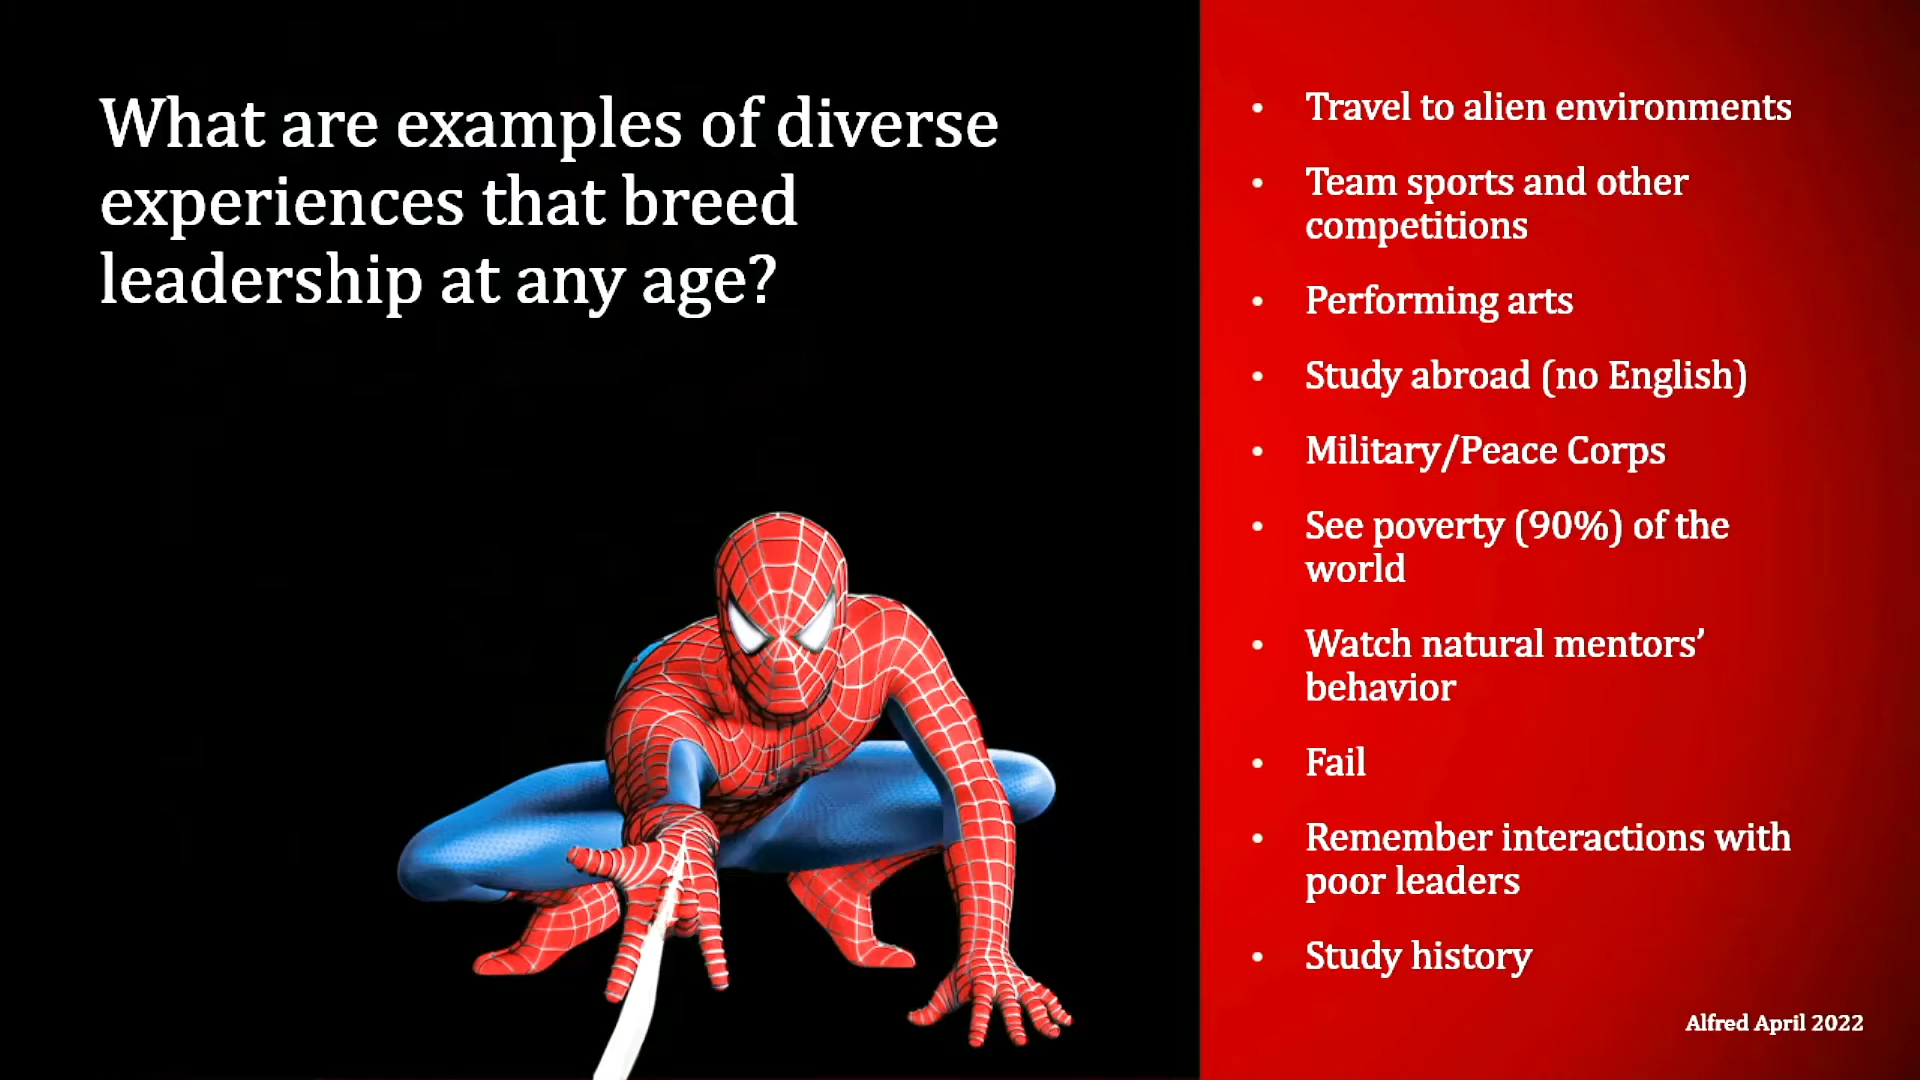 What are examples of diverse
experiences that breed
leadership at any age?
• Travel to alien environments
• Team sports and other
competitions
• Performing arts
• Study abroad (no English)
• Military/Peace Corps
• See poverty (90%) of the
world
• Watch natural mentors’
behavior
• Fail
• Remember interactions with
poor leaders
• Study history
Alfred April 2022